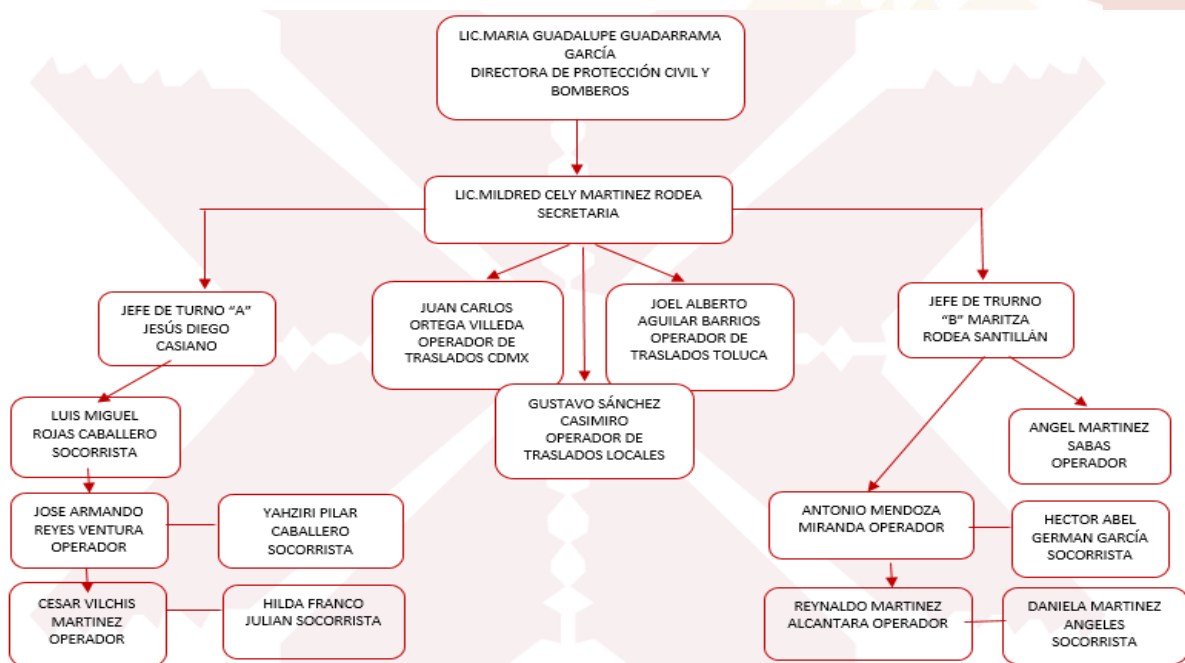 LIC.MARIA GUADALUPE GUADARRAMA
GARCÍA
DIRECTORA DE PROTECCIÓN CIVIL Y
BOMBEROS
LIC.MILDRED CELY MARTINEZ RODEA
SECRETARIA
JEFE DE TURNO “A”
JESÚS DIEGO
CASIANO
JUAN CARLOS
ORTEGA VILLEDA
OPERADOR DE
TRASLADOS CDMX
JOEL ALBERTO
AGUILAR BARRIOS
OPERADOR DE
TRASLADOS TOLUCA
JEFE DE TRURNO
“B” MARITZA
RODEA SANTILLÁN
GUSTAVO SÁNCHEZ
CASIMIRO
OPERADOR DE
TRASLADOS LOCALES
LUIS MIGUEL
ROJAS CABALLERO
SOCORRISTA
ANGEL MARTINEZ
SABAS
OPERADOR
JOSE ARMANDO
REYES VENTURA
OPERADOR
YAHZIRI PILAR
CABALLERO
SOCORRISTA
ANTONIO MENDOZA
MIRANDA OPERADOR
HECTOR ABEL
GERMAN GARCÍA
SOCORRISTA
CESAR VILCHIS
MARTINEZ
OPERADOR
HILDA FRANCO
JULIAN SOCORRISTA
REYNALDO MARTINEZ
ALCANTARA OPERADOR
DANIELA MARTINEZ
ANGELES
SOCORRISTA